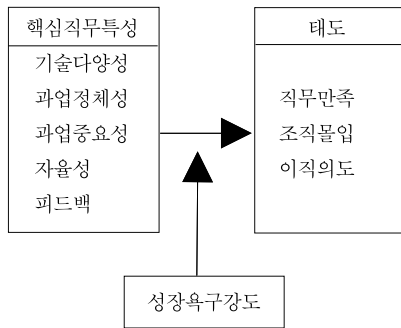 핵심직무특성
기술다양성
과업정체성
과업중요성
자율성
피드백
태도
직무만족
조직몰입
이직의도
성장욕구강도